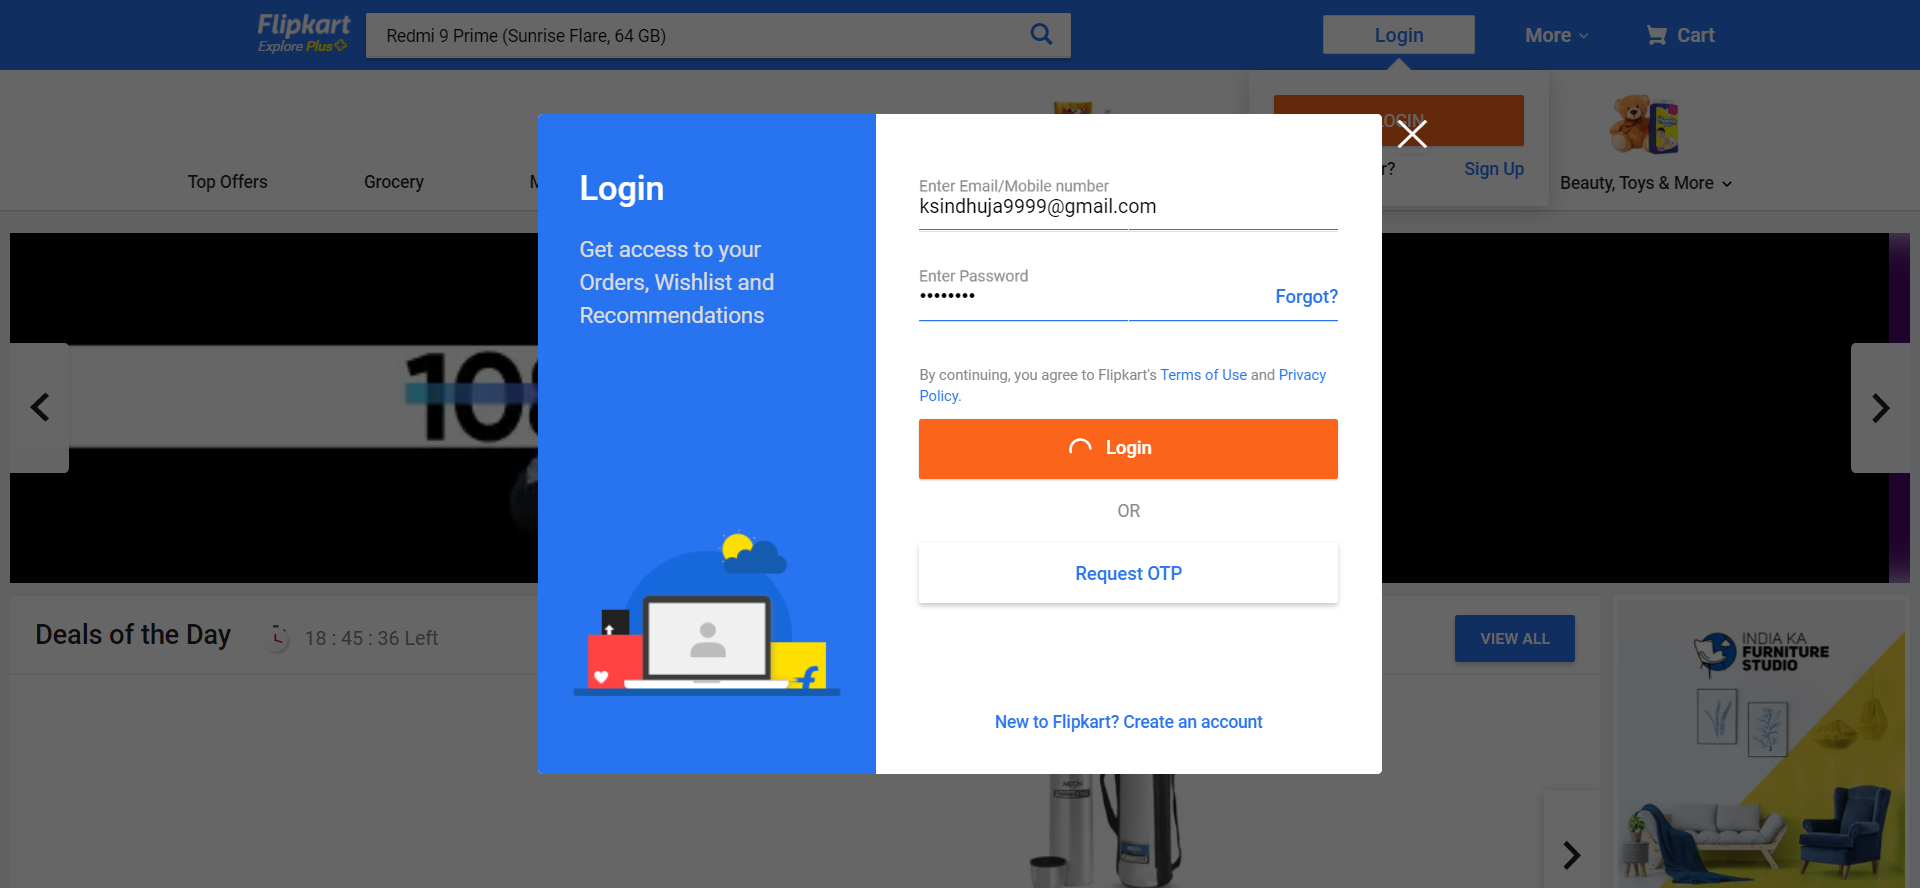 Flipkart
Explore Plus
Redmi 9 Prime (Sunrise Flare, 64 GB)
Login
More
Cart
LOGIN
r?
Sign Up
Top Offers
Grocery
Beauty, Toys & More
Login
Get access to your
Orders, Wishlist and
Recommendations
Enter Email/Mobile number
ksindhuja9999@gmail.com
Enter Password
••••••••
Forgot?
By continuing, you agree to Flipkart's Terms of Use and Privacy
Policy.
Login
OR
Request OTP
New to Flipkart? Create an account
108
Deals of the Day
18 : 45 : 36 Left
VIEW ALL
INDIA KA
FURNITURE
STUDIO